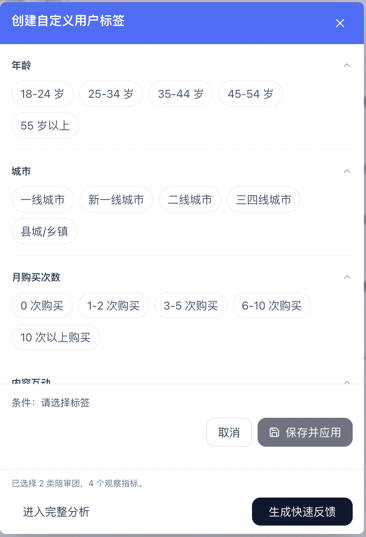 创建自定义用户标签
年龄
18-24 岁 25-34 岁 35-44 岁 45-54 岁
55 岁以上
城市
一线城市 新一线城市 二线城市 三四线城市
县城/乡镇
月购买次数
0 次购买 1-2 次购买 3-5 次购买 6-10 次购买
10 次以上购买
内容互动
条件：请选择标签
取消 保存并应用
已选择 2 类陪审团，4 个观察指标。
进入完整分析 生成快速反馈